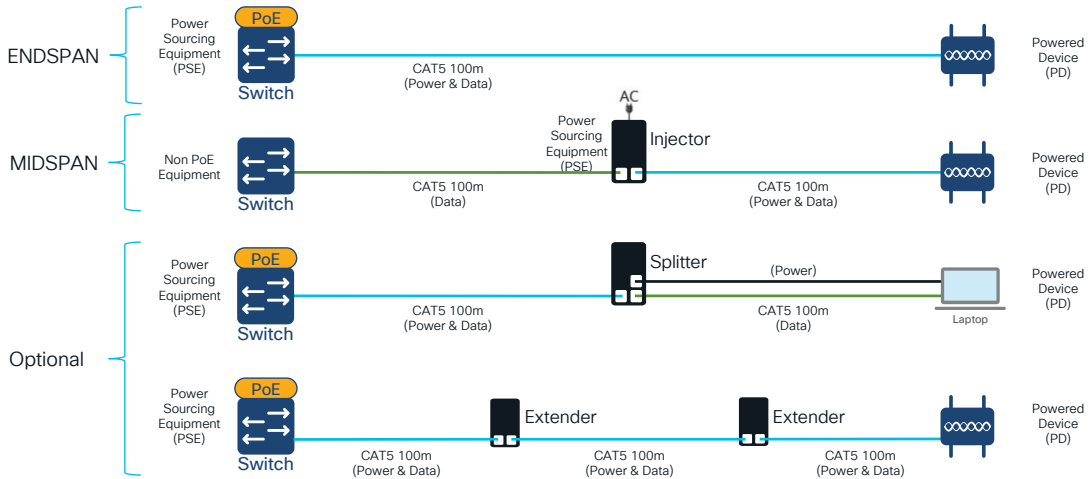 ENDSPAN
Power
Sourcing
Equipment
(PSE)
PoE
Switch
CAT5 100m
(Power & Data)
Powered
Device
(PD)
MIDSPAN
Non PoE
Equipment
Switch
CAT5 100m
(Data)
Power
Sourcing
Equipment
(PSE)
AC
Injector
CAT5 100m
(Power & Data)
Powered
Device
(PD)
Optional
Power
Sourcing
Equipment
(PSE)
PoE
Switch
CAT5 100m
(Power & Data)
Splitter
(Power)
CAT5 100m
(Data)
Laptop
Powered
Device
(PD)
Power
Sourcing
Equipment
(PSE)
PoE
Switch
CAT5 100m
(Power & Data)
Extender
CAT5 100m
(Power & Data)
Extender
CAT5 100m
(Power & Data)
Powered
Device
(PD)